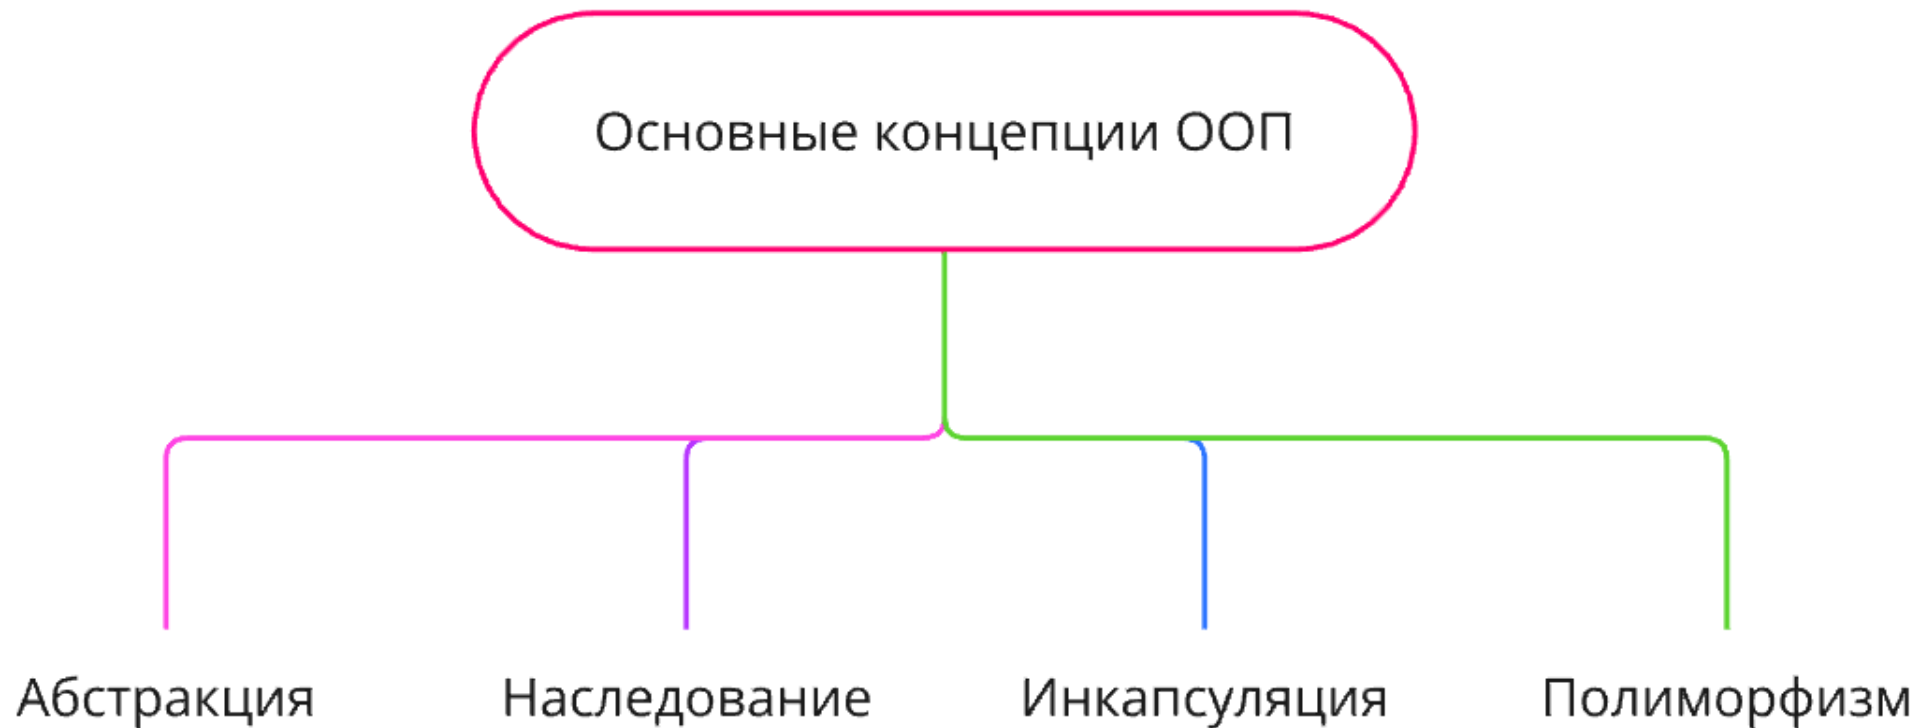 Основные концепции ООП
Абстракция Наследование Инкапсуляция Полиморфизм